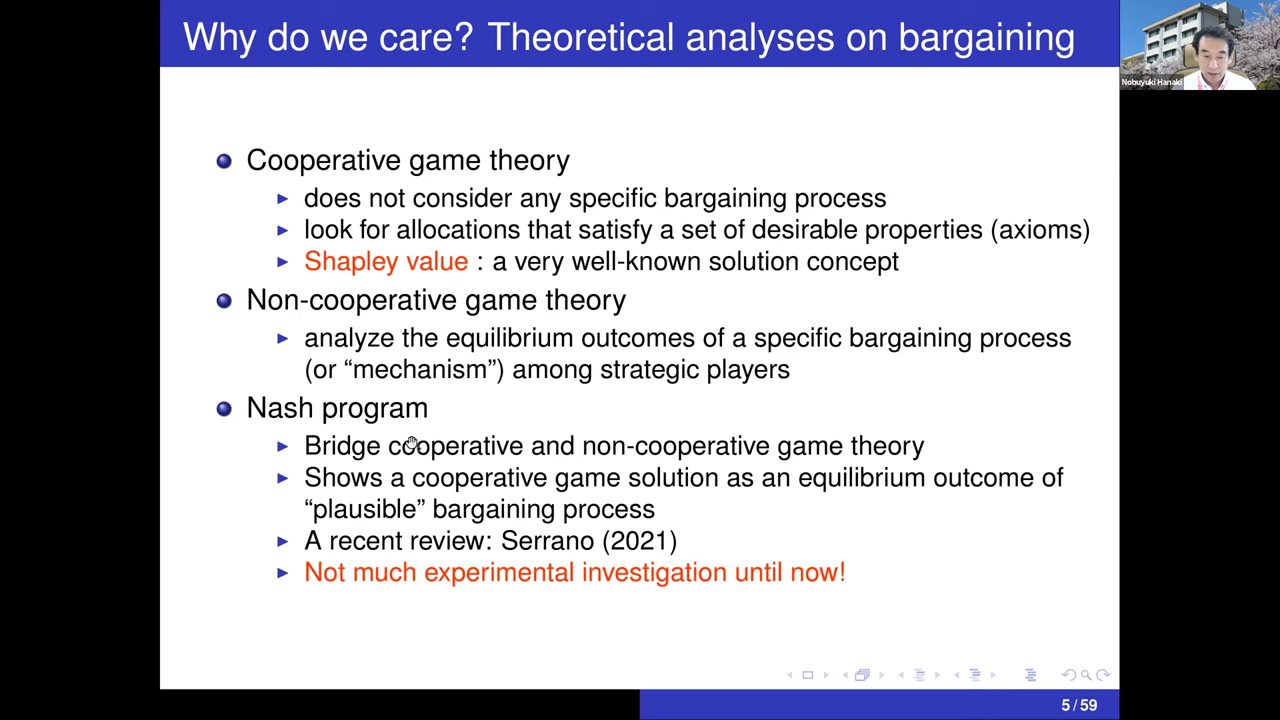 Why do we care? Theoretical analyses on bargaining
Nobuyuki Hanaki
Cooperative game theory
does not consider any specific bargaining process
look for allocations that satisfy a set of desirable properties (axioms)
Shapley value : a very well-known solution concept
Non-cooperative game theory
analyze the equilibrium outcomes of a specific bargaining process
(or “mechanism”) among strategic players
Nash program
Bridge cooperative and non-cooperative game theory
Shows a cooperative game solution as an equilibrium outcome of
“plausible” bargaining process
A recent review: Serrano (2021)
Not much experimental investigation until now!
5 / 59